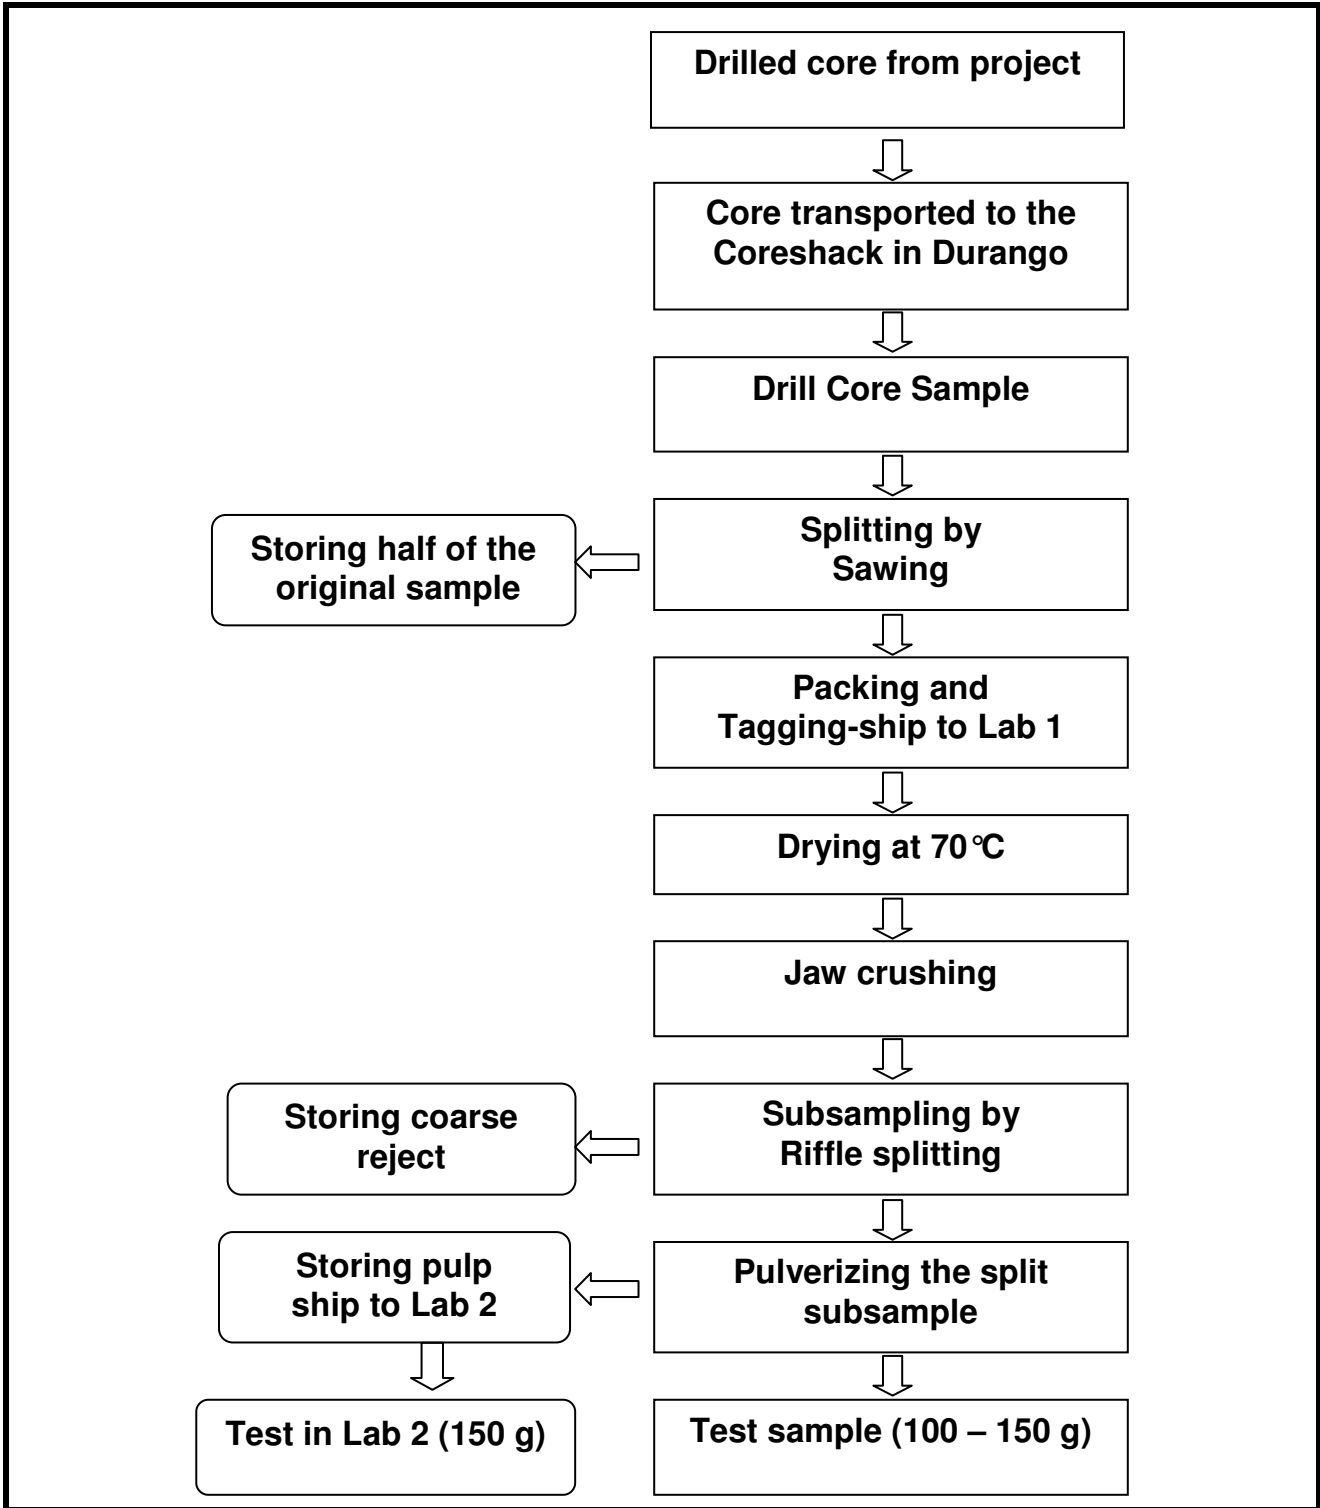 Drilled core from project
Core transported to the
Coreshack in Durango
Drill Core Sample
Splitting by
Sawing
Storing half of the
original sample
Packing and
Tagging-ship to Lab 1
Drying at 70°C
Jaw crushing
Subsampling by
Riffle splitting
Storing coarse
reject
Pulverizing the split
subsample
Storing pulp
ship to Lab 2
Test in Lab 2 (150 g)
Test sample (100 – 150 g)